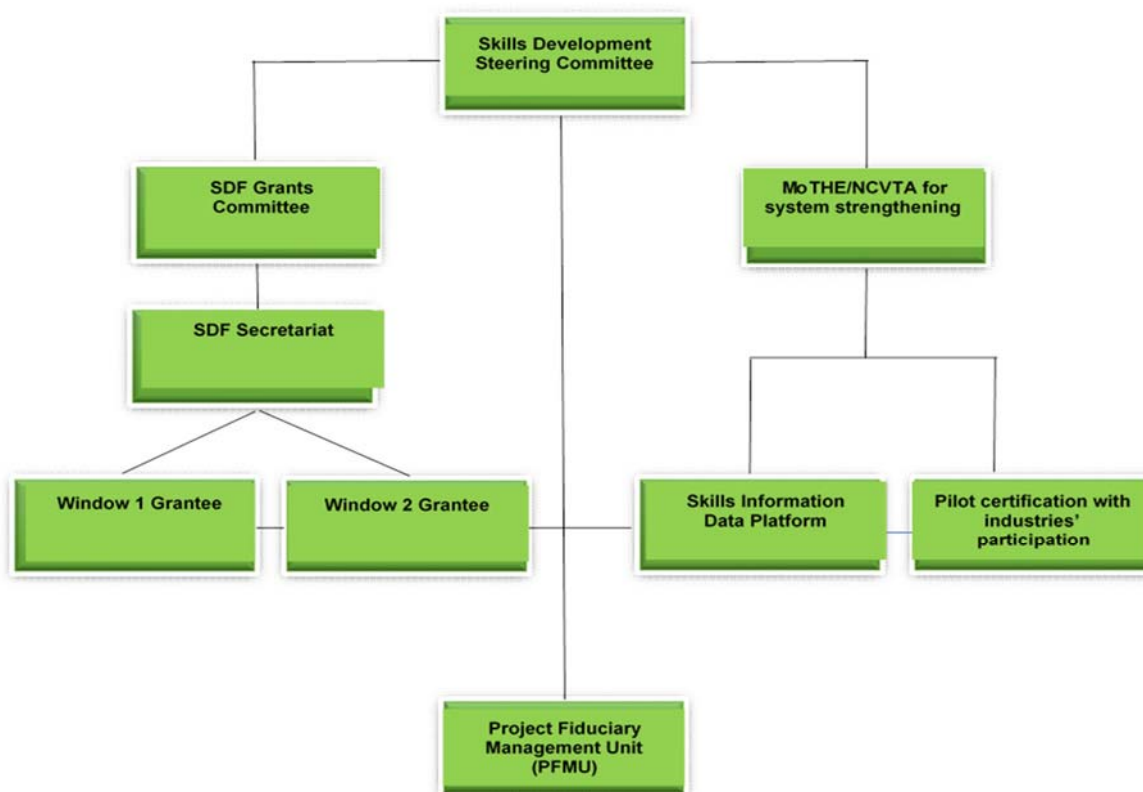 Skills Development
Steering Committee
SDF Grants
Committee
MoTHE/NCVTA for
system strengthening
SDF Secretariat
Window 1 Grantee
Window 2 Grantee
Skills Information
Data Platform
Pilot certification with
industries’
participation
Project Fiduciary
Management Unit
(PFMU)